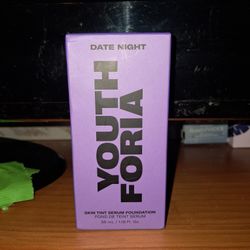 DATE NIGHT
YOUTH
FORIA
SKIN TINT SERUM FOUNDATION
FOND DE TEINT SÉRUM